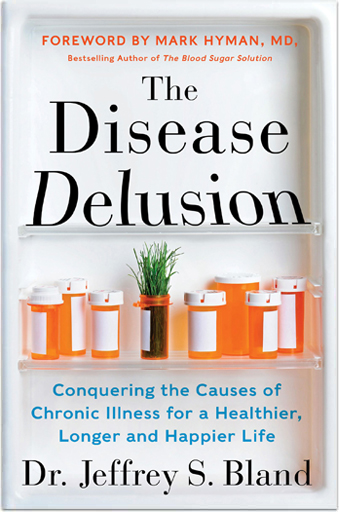 FOREWORD BY MARK HYMAN, MD,
Bestselling Author of The Blood Sugar Solution
The
Disease
Delusion
Conquering the Causes of
Chronic Illness for a Healthier,
Longer and Happier Life
Dr. Jeffrey S. Bland